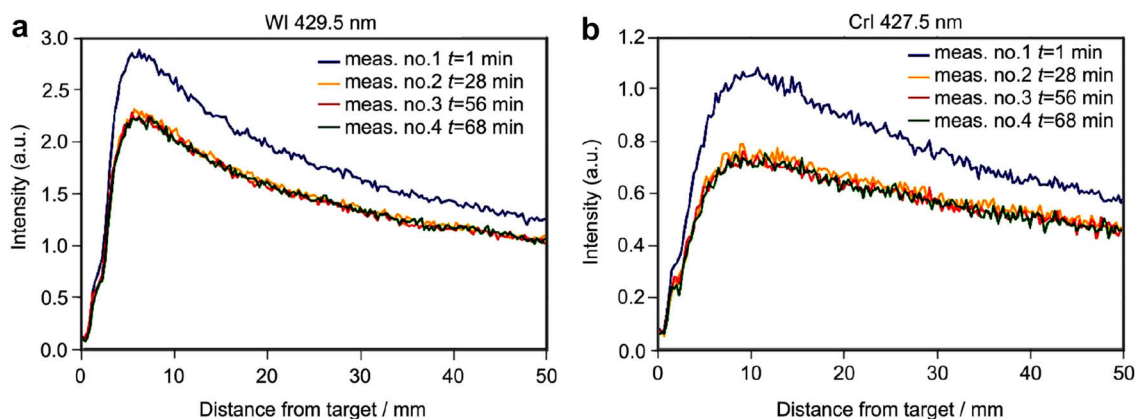 a
WI 429.5 nm
3.0
2.5
2.0
1.5
1.0
0.5
0.0
Intensity (a.u.)
meas. no.1 t=1 min
meas. no.2 t=28 min
meas. no.3 t=56 min
meas. no.4 t=68 min
0 10 20 30 40 50
Distance from target / mm
b
CrI 427.5 nm
1.2
1.0
0.8
0.6
0.4
0.2
0.0
Intensity (a.u.)
meas. no.1 t=1 min
meas. no.2 t=28 min
meas. no.3 t=56 min
meas. no.4 t=68 min
0 10 20 30 40 50
Distance from target / mm